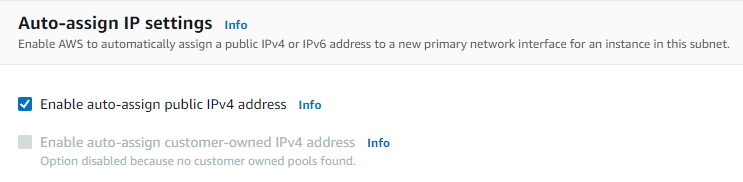 Auto-assign IP settings Info
Enable AWS to automatically assign a public IPv4 or IPv6 address to a new primary network interface for an instance in this subnet.
Enable auto-assign public IPv4 address Info
Enable auto-assign customer-owned IPv4 address Info
Option disabled because no customer owned pools found.